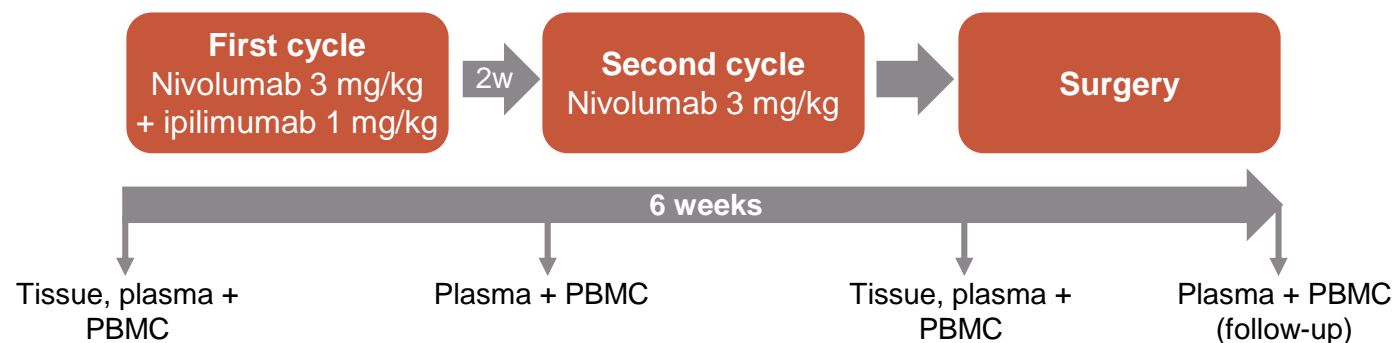 First cycle
Nivolumab 3 mg/kg
+ ipilimumab 1 mg/kg
2w
Second cycle
Nivolumab 3 mg/kg
Surgery
6 weeks
Tissue, plasma +
PBMC
Plasma + PBMC
Tissue, plasma +
PBMC
Plasma + PBMC
(follow-up)